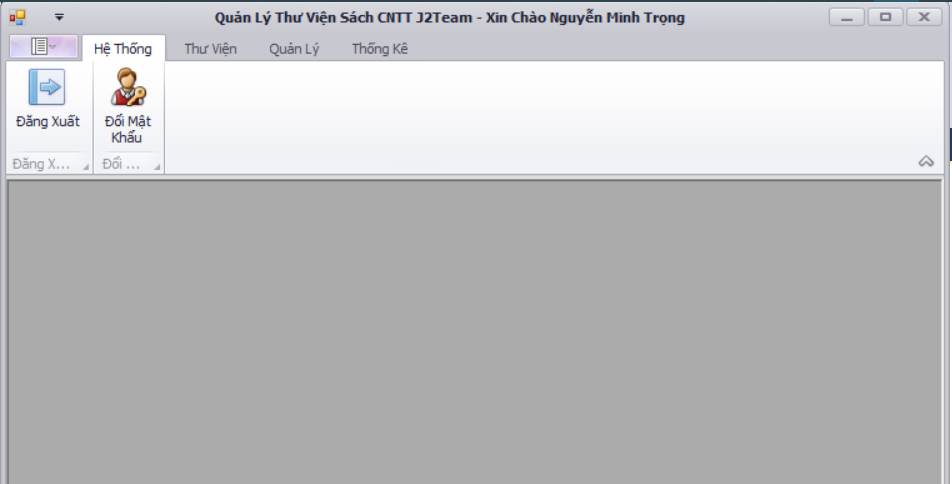 Quản Lý Thư Viện Sách CNTT J2Team - Xin Chào Nguyễn Minh Trọng
Hệ Thống Thư Viện Quản Lý Thống Kê
Đăng Xuất Đổi Mật
Khẩu
Đăng X... Đổi ...